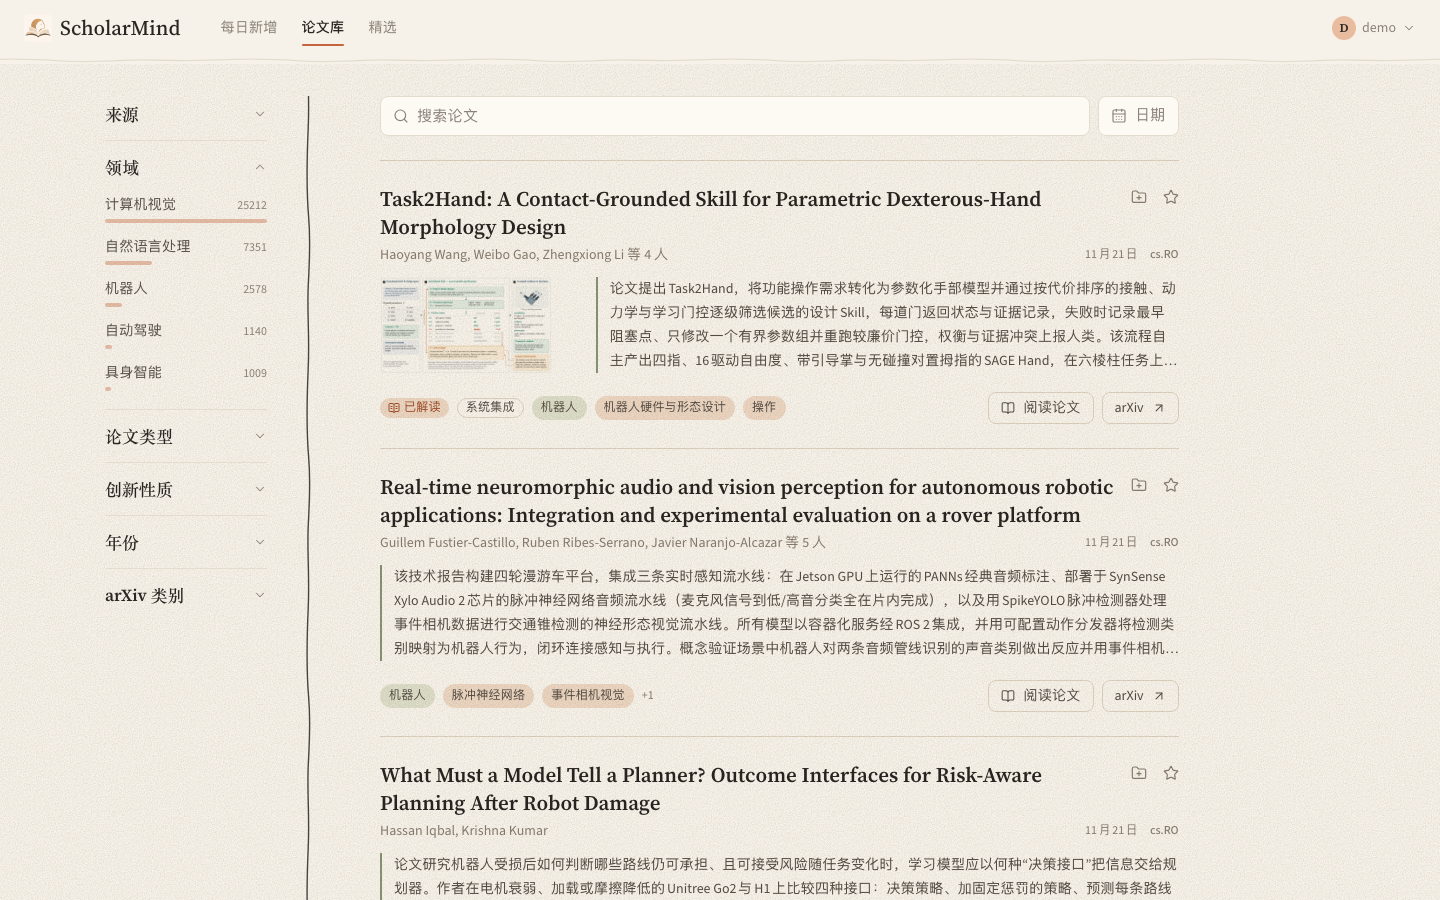 ScholarMind
每日新增
论文库
精选
D
demo
来源
领域
计算机视觉 25212
自然语言处理 7351
机器人 2578
自动驾驶 1140
具身智能 1009
论文类型
创新性质
年份
arXiv 类别
搜索论文
日期
Task2Hand: A Contact-Grounded Skill for Parametric Dexterous-Hand
Morphology Design
Haoyang Wang, Weibo Gao, Zhengxiong Li 等 4 人
11月21日 cs.RO
论文提出 Task2Hand，将功能操作需求转化为参数化手部模型并通过按代价排序的接触、动
力学与学习门控逐级筛选候选的设计 Skill，每道门返回状态与证据记录，失败时记录最早
阻塞点、只修改一个有界参数组并重跑较廉价门控，权衡与证据冲突上报人类。该流程自
主产出四指、16 驱动自由度、带引导掌与无碰撞对置拇指的 SAGE Hand，在六棱柱任务上…
已解读
系统集成
机器人
机器人硬件与形态设计
操作
阅读论文
arXiv
Real-time neuromorphic audio and vision perception for autonomous robotic
applications: Integration and experimental evaluation on a rover platform
Guillem Fustier-Castillo, Ruben Ribes-Serrano, Javier Naranjo-Alcazar 等 5 人
11月21日 cs.RO
该技术报告构建四轮漫游车平台，集成三条实时感知流水线：在 Jetson GPU 上运行的 PANNs 经典音频标注、部署于 SynSense
Xylo Audio 2 芯片的脉冲神经网络音频流水线（麦克风信号到低/高音分类全在片内完成），以及用 SpikeYOLO 脉冲检测器处理
事件相机数据进行交通锥检测的神经形态视觉流水线。所有模型以容器化服务经 ROS 2 集成，并用可配置动作分发器将检测类
别映射为机器人行为，闭环连接感知与执行。概念验证场景中机器人对两条音频管线识别的声音类别做出反应并用事件相机…
机器人
脉冲神经网络
事件相机视觉
+1
阅读论文
arXiv
What Must a Model Tell a Planner? Outcome Interfaces for Risk-Aware
Planning After Robot Damage
Hassan Iqbal, Krishna Kumar
11月21日 cs.RO
论文研究机器人受损后如何判断哪些路线仍可承担、且可接受风险随任务变化时，学习模型应以何种“决策接口”把信息交给规
划器。作者在电机衰弱、加载或摩擦降低的 Unitree Go2 与 H1 上比较四种接口：决策策略、加固定惩罚的策略、预测每条路线